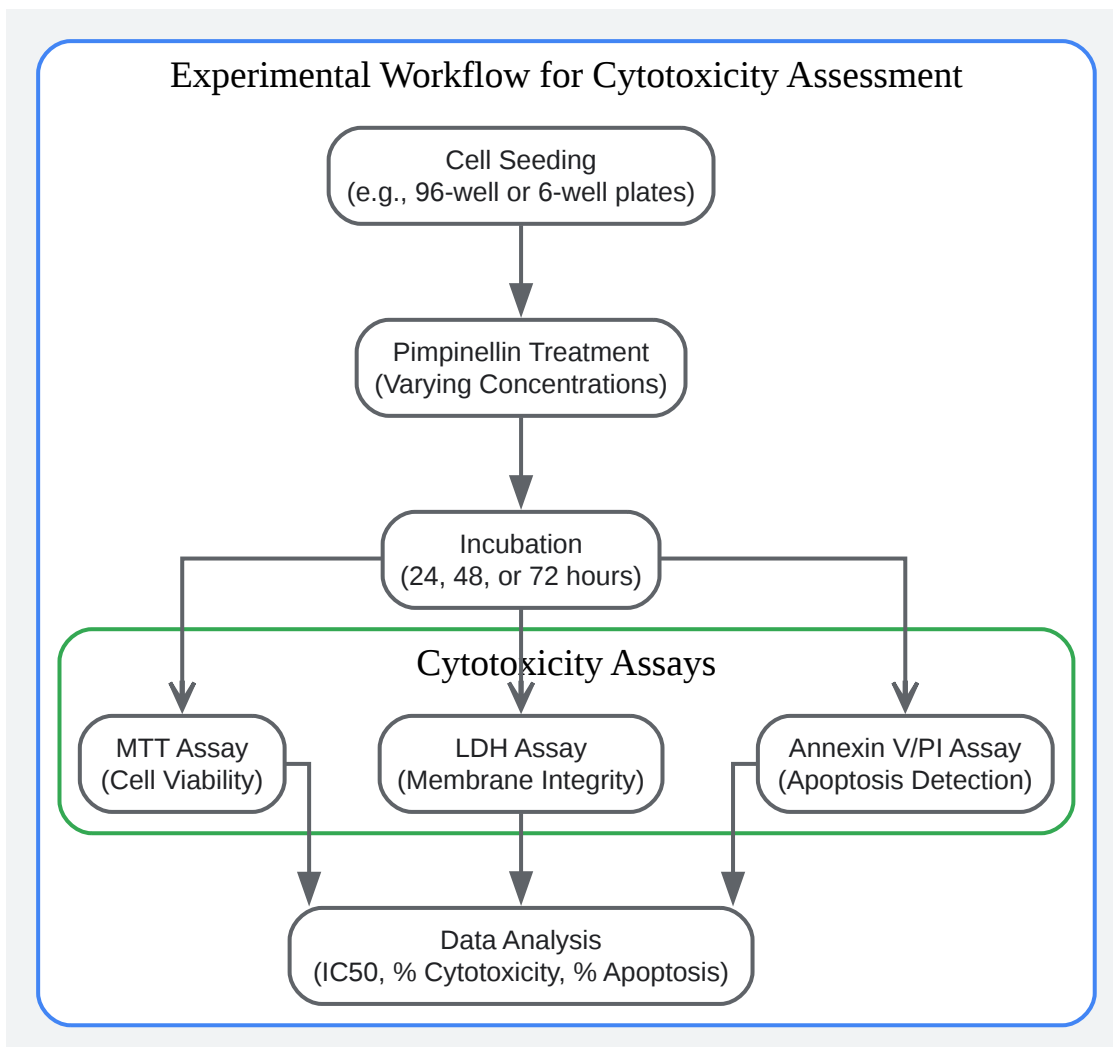 Experimental Workflow for Cytotoxicity Assessment
Cell Seeding
(e.g., 96-well or 6-well plates)
Pimpinellin Treatment
(Varying Concentrations)
Incubation
(24, 48, or 72 hours)
Cytotoxicity Assays
MTT Assay
(Cell Viability)
LDH Assay
(Membrane Integrity)
Annexin V/PI Assay
(Apoptosis Detection)
Data Analysis
(IC50, % Cytotoxicity, % Apoptosis)